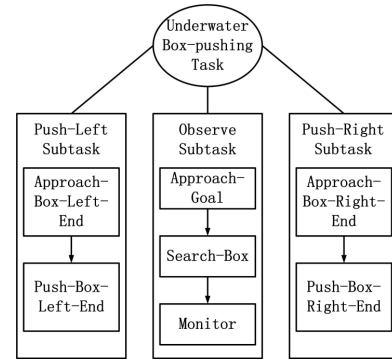 Underwater
Box-pushing
Task
Push-Left
Subtask
Approach-
Box-Left-
End
Push-Box-
Left-End
Observe
Subtask
Approach-
Goal
Search-Box
Monitor
Push-Right
Subtask
Approach-
Box-Right-
End
Push-Box-
Right-End